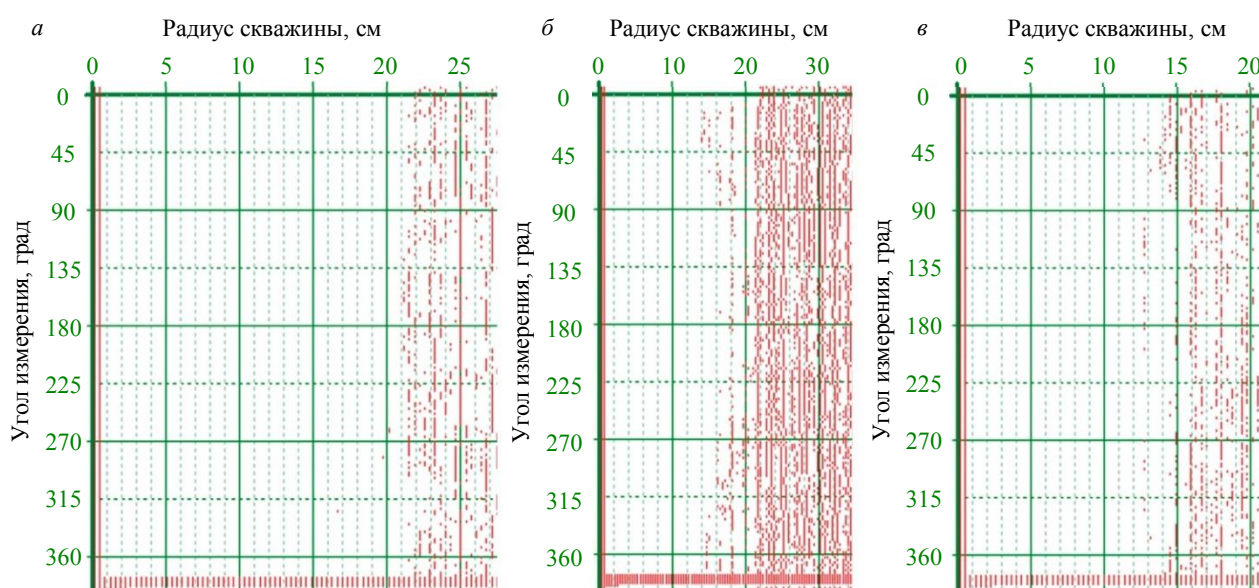 а
Радиус скважины, см
0 5 10 15 20 25
Угол измерения, град
0
45
90
135
180
225
270
315
360
б
Радиус скважины, см
0 10 20 30
Угол измерения, град
0
45
90
135
180
225
270
315
360
в
Радиус скважины, см
0 5 10 15 20
Угол измерения, град
0
45
90
135
180
225
270
315
360